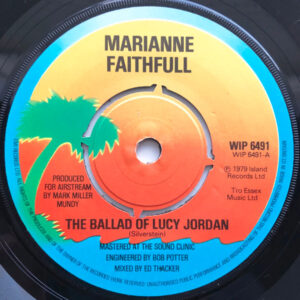 MARIANNE
FAITHFULL
WIP 6491
WIP 6491-A
℗ 1979 Island
Records Ltd
Tro Essex
Music Ltd
PRODUCED
FOR AIRSTREAM
BY MARK MILLER
MUNDY
THE BALLAD OF LUCY JORDAN
(Silverstein)
MASTERED AT THE SOUND CLINIC
ENGINEERED BY BOB POTTER
MIXED BY ED THACKER